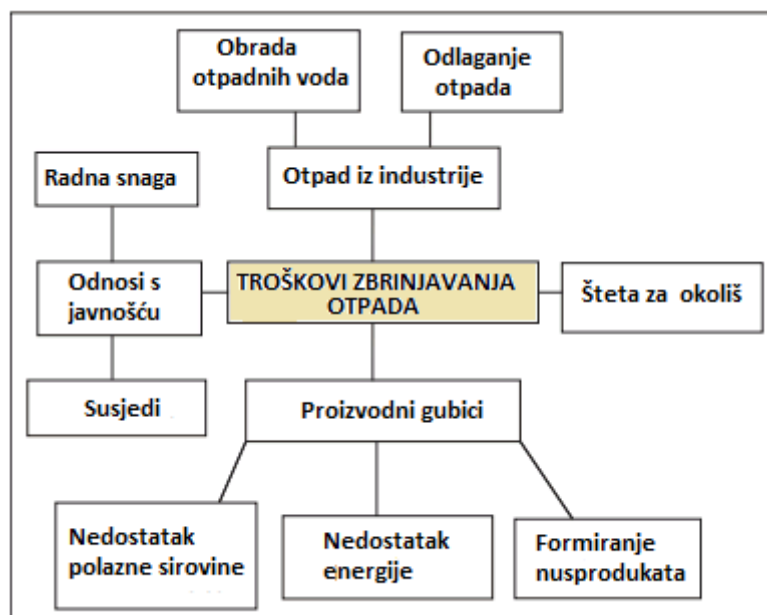 Obrada
otpadnih voda
Odlaganje
otpada
Radna snaga
Otpad iz industrije
Odnosi s
javnošću
TROŠKOVI ZBRINJAVANJA
OTPADA
Šteta za okoliš
Susjedi
Proizvodni gubici
Nedostatak
polazne sirovine
Nedostatak
energije
Formiranje
nusprodukata